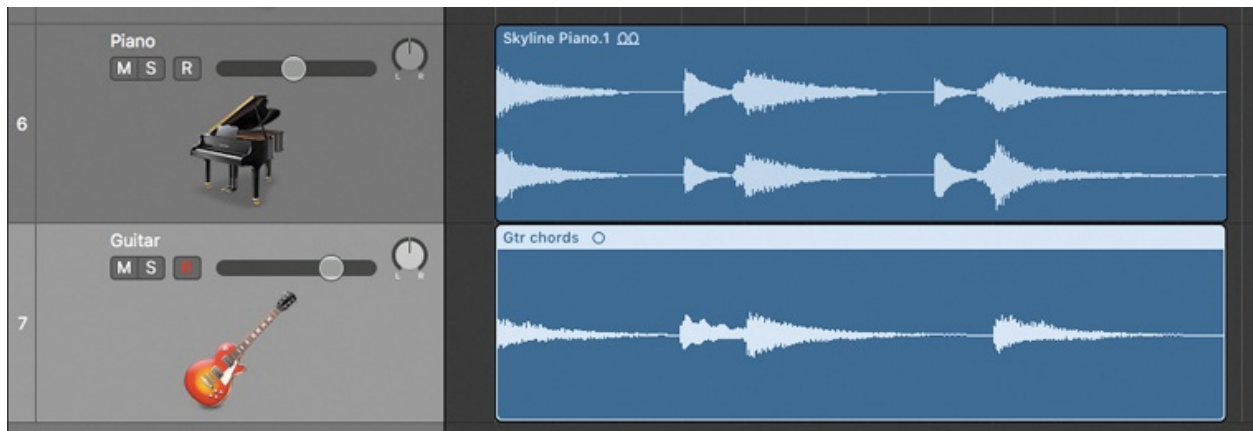 Piano
M S R
L R
6
Skyline Piano.1
Guitar
M S R
L R
7
Gtr chords